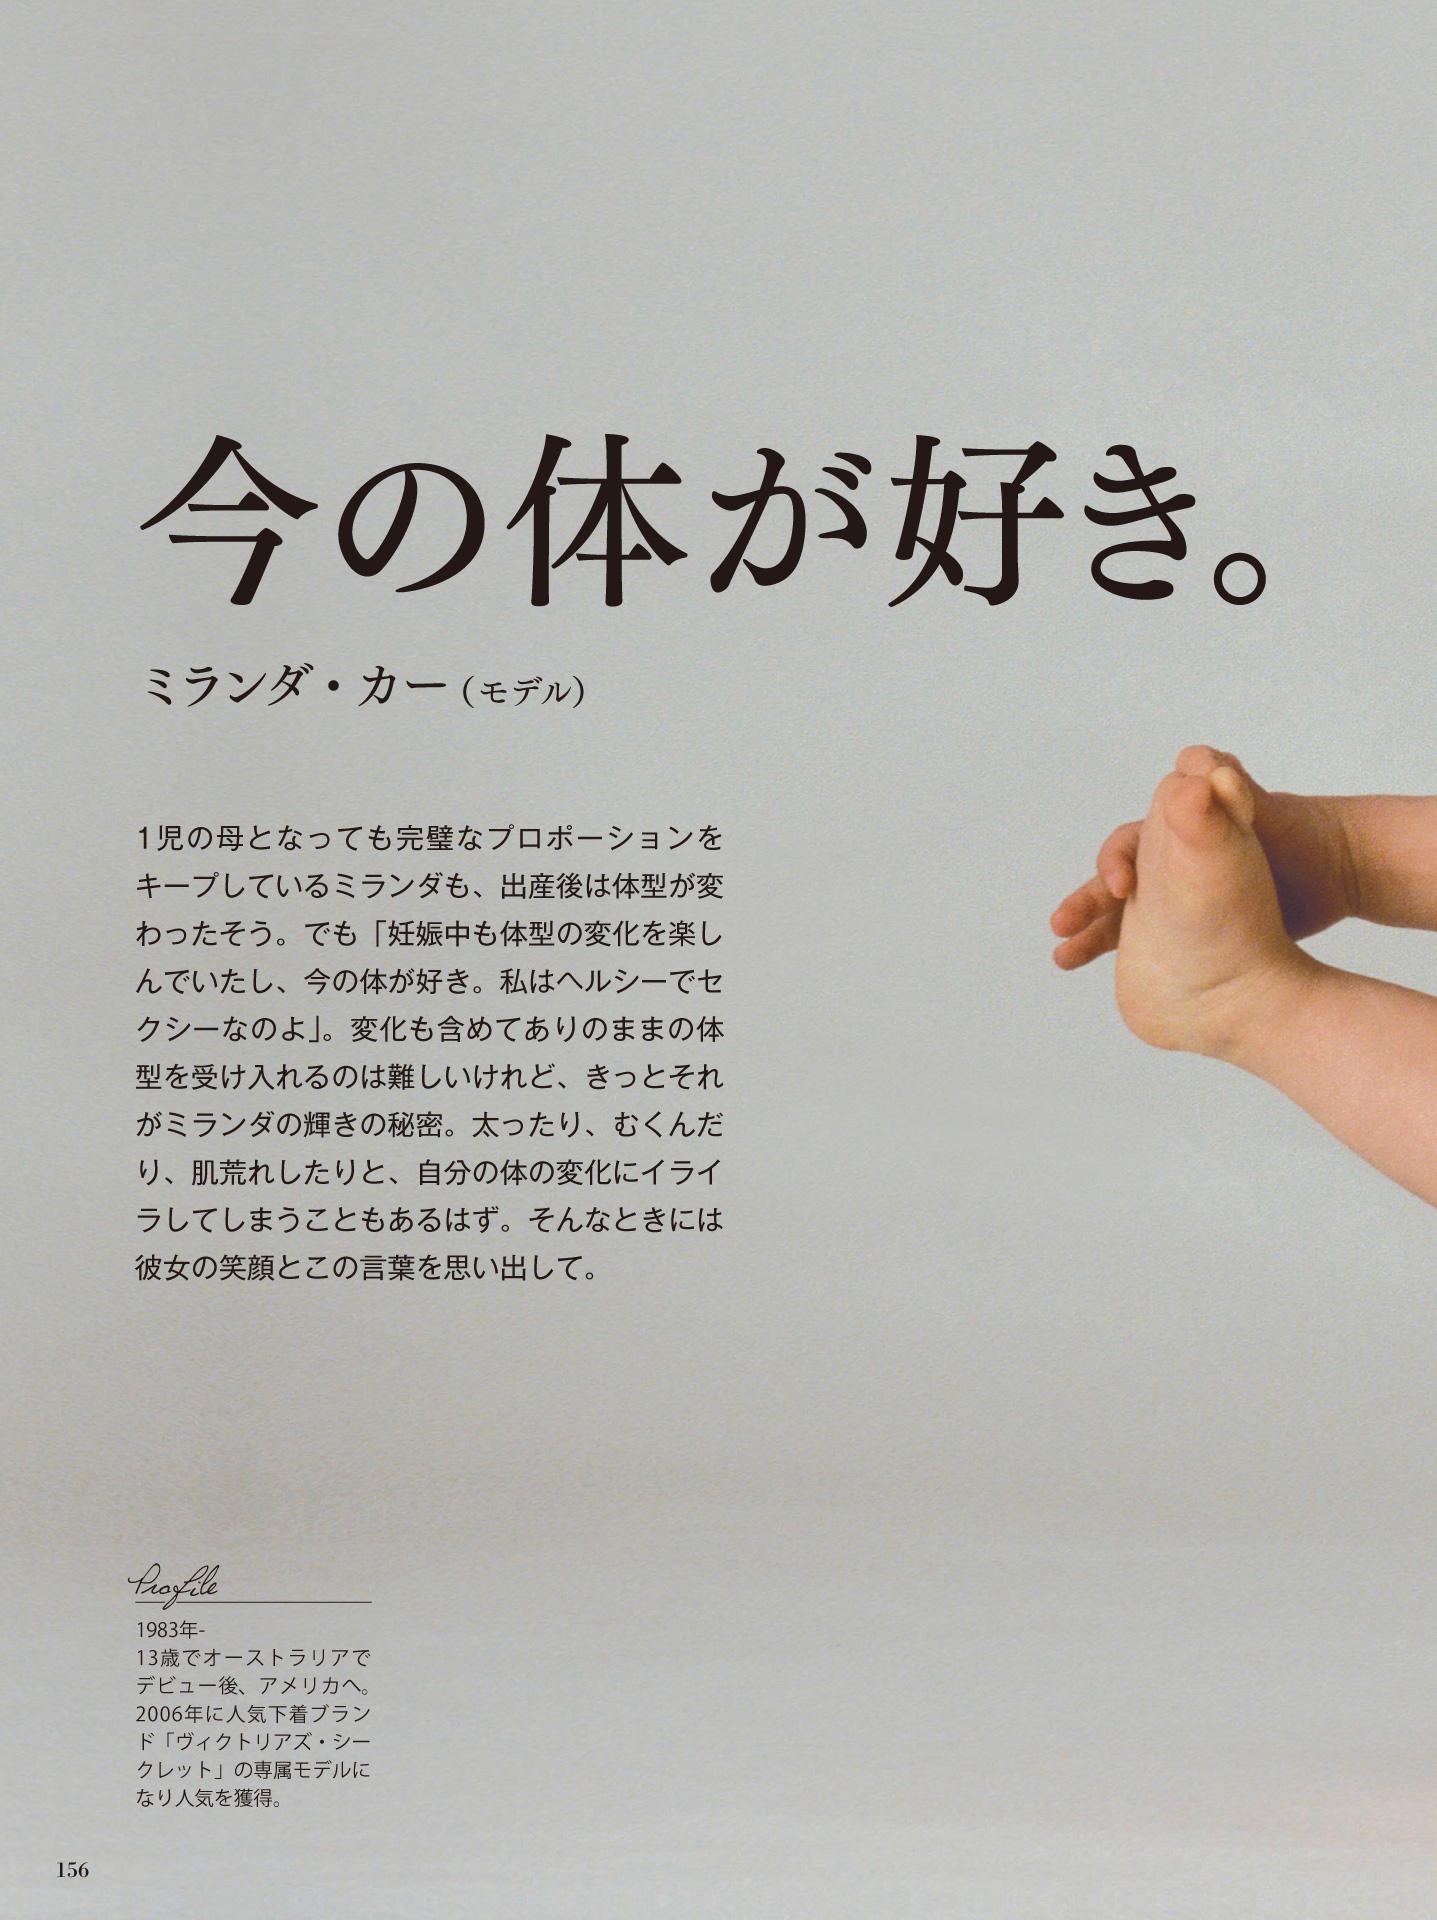 今の体が好き。
ミランダ・カー（モデル）
1児の母となっても完璧なプロポーションを
キープしているミランダも、出産後は体型が変
わったそう。でも「妊娠中も体型の変化を楽し
んでいたし、今の体が好き。私はヘルシーでセ
クシーなのよ」。変化も含めてありのままの体
型を受け入れるのは難しいけれど、きっとそれ
がミランダの輝きの秘密。太ったり、むくんだ
り、肌荒れしたりと、自分の体の変化にイライ
ラしてしまうこともあるはず。そんなときには
彼女の笑顔とこの言葉を思い出して。
Profile
1983年-
13歳でオーストラリアで
デビュー後、アメリカへ。
2006年に人気下着ブラン
ド「ヴィクトリアズ・シー
クレット」の専属モデルに
なり人気を獲得。
156